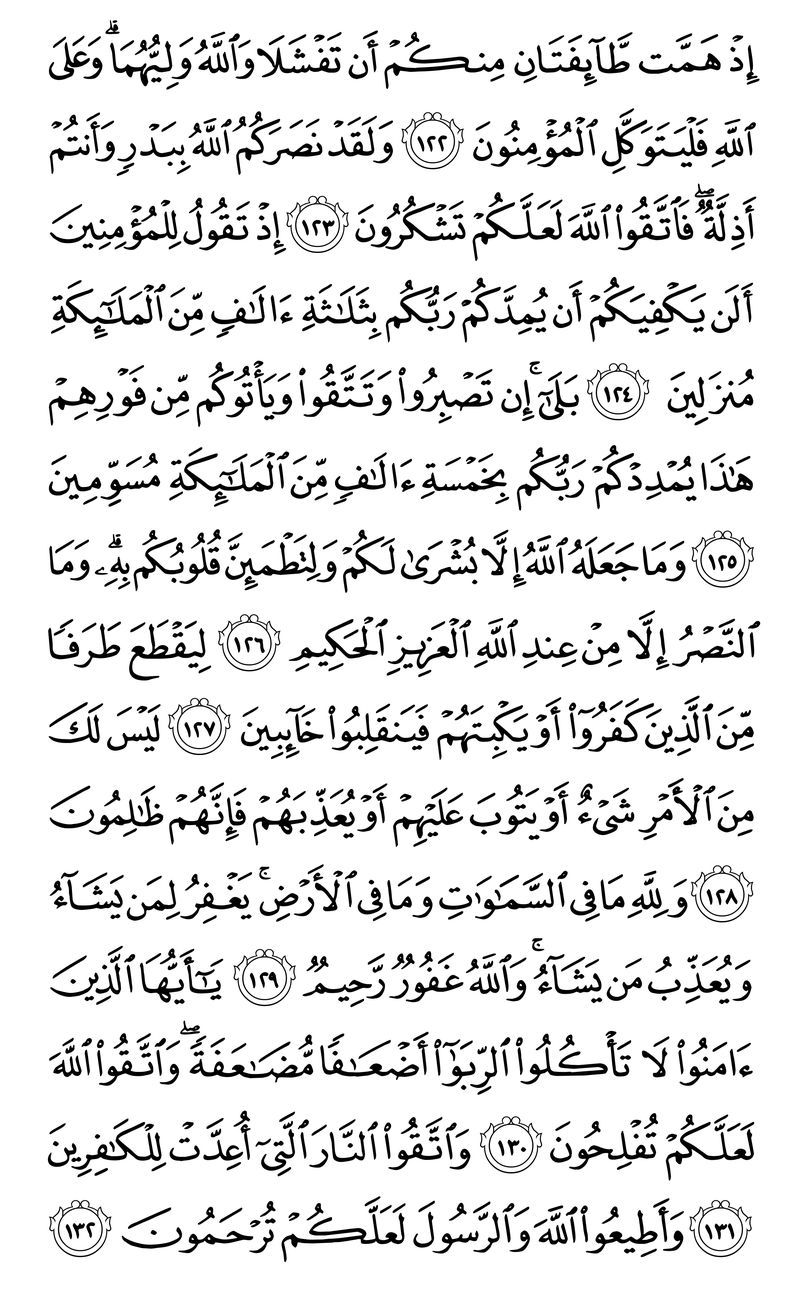 إِذْ هَمَّت طَّآئِفَتَانِ مِنكُمْ أَن تَفْشَلَا وَٱللَّهُ وَلِيُّهُمَا ۗ وَعَلَى
ٱللَّهِ فَلْيَتَوَكَّلِ ٱلْمُؤْمِنُونَ ١٢٢ وَلَقَدْ نَصَرَكُمُ ٱللَّهُ بِبَدْرٍ وَأَنتُمْ
أَذِلَّةٌ ۖ فَٱتَّقُوا۟ ٱللَّهَ لَعَلَّكُمْ تَشْكُرُونَ ١٢٣ إِذْ تَقُولُ لِلْمُؤْمِنِينَ
أَلَن يَكْفِيَكُمْ أَن يُمِدَّكُمْ رَبُّكُم بِثَلَـٰثَةِ ءَالَـٰفٍ مِّنَ ٱلْمَلَـٰٓئِكَةِ
مُنزَلِينَ ١٢٤ بَلَىٰٓ ۚ إِن تَصْبِرُوا۟ وَتَتَّقُوا۟ وَيَأْتُوكُم مِّن فَوْرِهِمْ
هَـٰذَا يُمْدِدْكُمْ رَبُّكُم بِخَمْسَةِ ءَالَـٰفٍ مِّنَ ٱلْمَلَـٰٓئِكَةِ مُسَوِّمِينَ
١٢٥ وَمَا جَعَلَهُ ٱللَّهُ إِلَّا بُشْرَىٰ لَكُمْ وَلِتَطْمَئِنَّ قُلُوبُكُم بِهِۦ ۗ وَمَا
ٱلنَّصْرُ إِلَّا مِنْ عِندِ ٱللَّهِ ٱلْعَزِيزِ ٱلْحَكِيمِ ١٢٦ لِيَقْطَعَ طَرَفًا
مِّنَ ٱلَّذِينَ كَفَرُوٓا۟ أَوْ يَكْبِتَهُمْ فَيَنقَلِبُوا۟ خَآئِبِينَ ١٢٧ لَيْسَ لَكَ
مِنَ ٱلْأَمْرِ شَىْءٌ أَوْ يَتُوبَ عَلَيْهِمْ أَوْ يُعَذِّبَهُمْ فَإِنَّهُمْ ظَـٰلِمُونَ
١٢٨ وَلِلَّهِ مَا فِى ٱلسَّمَـٰوَٰتِ وَمَا فِى ٱلْأَرْضِ ۚ يَغْفِرُ لِمَن يَشَآءُ
وَيُعَذِّبُ مَن يَشَآءُ ۚ وَٱللَّهُ غَفُورٌ رَّحِيمٌ ١٢٩ يَـٰٓأَيُّهَا ٱلَّذِينَ
ءَامَنُوا۟ لَا تَأْكُلُوا۟ ٱلرِّبَوٰٓا۟ أَضْعَـٰفًا مُّضَـٰعَفَةً ۖ وَٱتَّقُوا۟ ٱللَّهَ
لَعَلَّكُمْ تُفْلِحُونَ ١٣٠ وَٱتَّقُوا۟ ٱلنَّارَ ٱلَّتِىٓ أُعِدَّتْ لِلْكَـٰفِرِينَ
١٣١ وَأَطِيعُوا۟ ٱللَّهَ وَٱلرَّسُولَ لَعَلَّكُمْ تُرْحَمُونَ ١٣٢